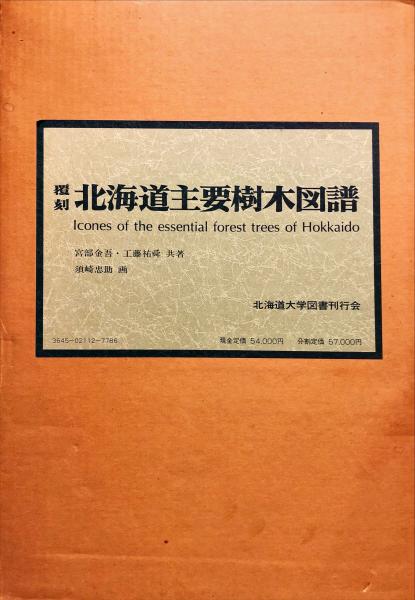 覆刻 北海道主要樹木図譜
Icones of the essential forest trees of Hokkaido
宮部金吾・工藤祐舜 共著
須崎忠助 画
北海道大学図書刊行会
3645-02112-7786 現金定価 54,000円 分割定価 57,000円